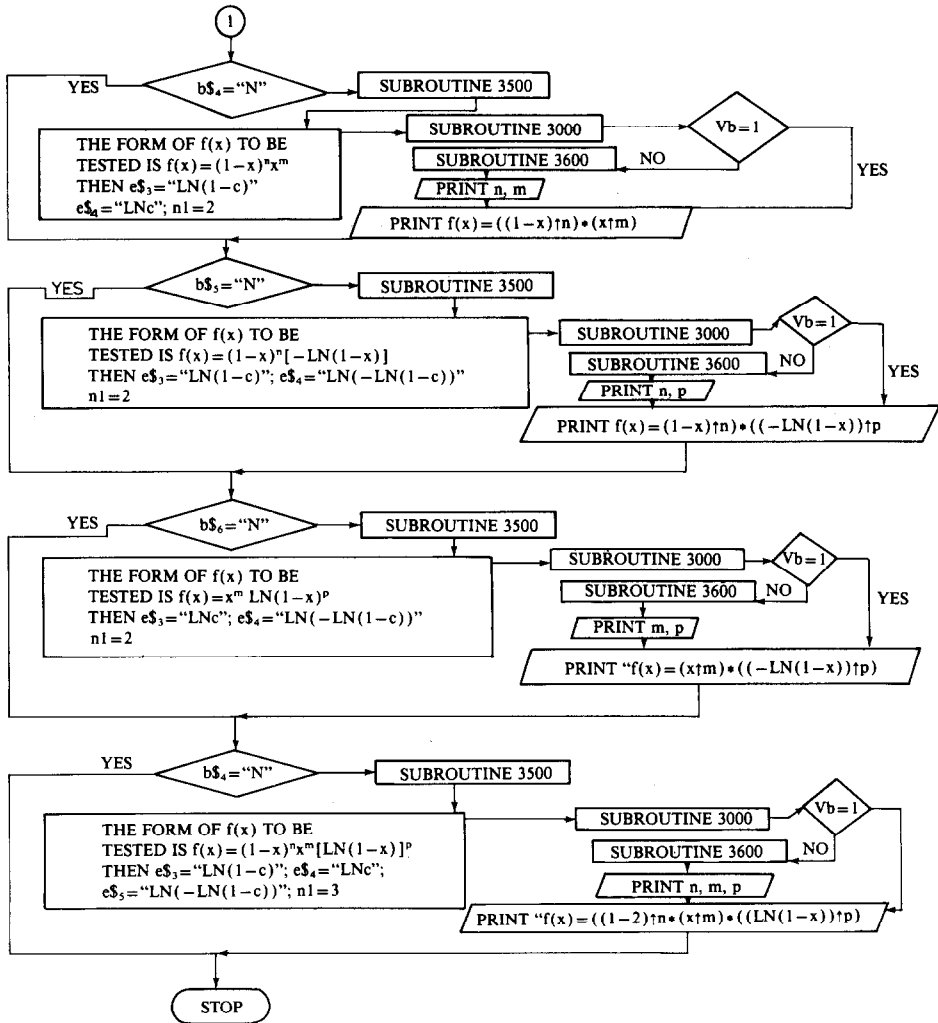 1
YES
b$₄="N"
SUBROUTINE 3500
THE FORM OF f(x) TO BE
TESTED IS f(x)=(1-x)ⁿxᵐ
THEN e$₃="LN(1-c)"
e$₄="LNc"; n1=2
SUBROUTINE 3000
Vb=1
NO
YES
SUBROUTINE 3600
PRINT n, m
PRINT f(x)=((1-x)↑n)*(x↑m)
YES
b$₅="N"
SUBROUTINE 3500
THE FORM OF f(x) TO BE
TESTED IS f(x)=(1-x)ⁿ[-LN(1-x)]
THEN e$₃="LN(1-c)"; e$₄="LN(-LN(1-c))"
n1=2
SUBROUTINE 3000
Vb=1
NO
YES
SUBROUTINE 3600
PRINT n, p
PRINT f(x)=(1-x)↑n)*((-LN(1-x))↑p
YES
b$₆="N"
SUBROUTINE 3500
THE FORM OF f(x) TO BE
TESTED IS f(x)=xᵐ LN(1-x)ᵖ
THEN e$₃="LNc"; e$₄="LN(-LN(1-c))"
n1=2
SUBROUTINE 3000
Vb=1
NO
YES
SUBROUTINE 3600
PRINT m, p
PRINT "f(x)=(x↑m)*((-LN(1-x))↑p)
YES
b$₄="N"
SUBROUTINE 3500
THE FORM OF f(x) TO BE
TESTED IS f(x)=(1-x)ⁿxᵐ[LN(1-x)]ᵖ
THEN e$₃="LN(1-c)"; e$₄="LNc";
e$₅="LN(-LN(1-c))"; n1=3
SUBROUTINE 3000
Vb=1
NO
SUBROUTINE 3600
PRINT n, m, p
PRINT "f(x)=((1-2)↑n*(x↑m)*((LN(1-x))↑p)
STOP